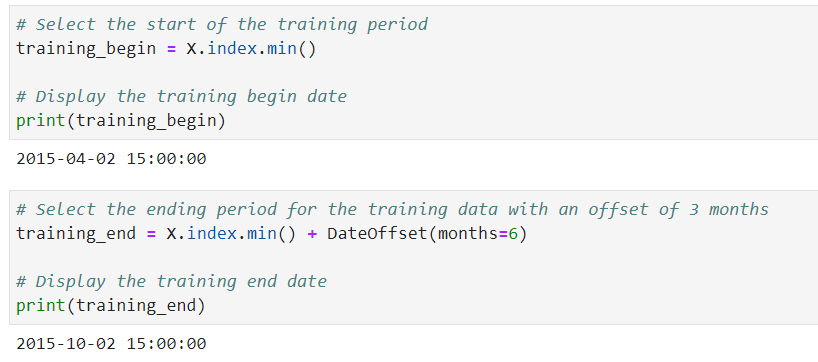 # Select the start of the training period
training_begin = X.index.min()
# Display the training begin date
print(training_begin)
2015-04-02 15:00:00
# Select the ending period for the training data with an offset of 3 months
training_end = X.index.min() + DateOffset(months=6)
# Display the training end date
print(training_end)
2015-10-02 15:00:00